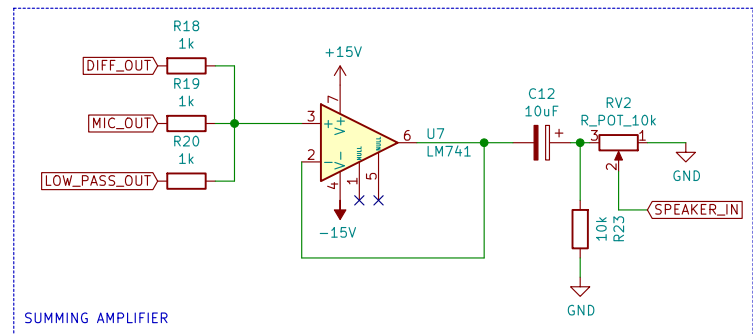 R18
1k
DIFF_OUT
R19
1k
MIC_OUT
R20
1k
LOW_PASS_OUT
+15V
7
3
+
V+
2
-
V-
NULL
NULL
6
U7
LM741
4
1
5
-15V
C12
10uF
+
RV2
R_POT_10k
3
1
2
GND
SPEAKER_IN
10k
R23
GND
SUMMING AMPLIFIER